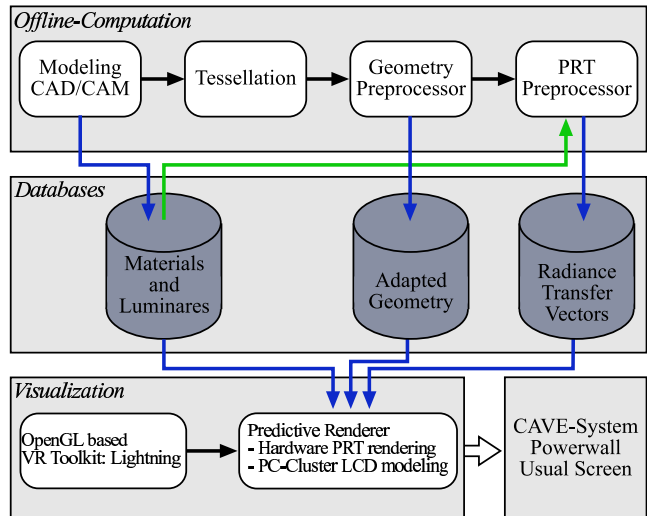 Offline-Computation
Modeling
CAD/CAM
Tessellation
Geometry
Preprocessor
PRT
Preprocessor
Databases
Materials
and
Luminares
Adapted
Geometry
Radiance
Transfer
Vectors
Visualization
OpenGL based
VR Toolkit: Lightning
Predictive Renderer
- Hardware PRT rendering
- PC-Cluster LCD modeling
CAVE-System
Powerwall
Usual Screen